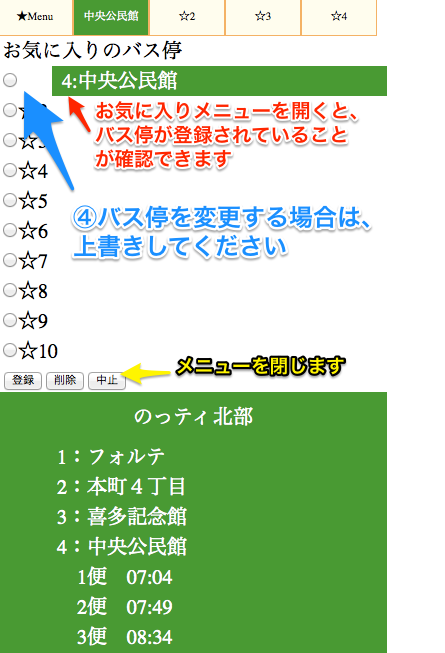 ★Menu 中央公民館 ☆2 ☆3 ☆4
お気に入りのバス停
4:中央公民館
お気に入りメニューを開くと、
バス停が登録されていること
が確認できます
☆4
☆5
④バス停を変更する場合は、
上書きしてください
☆6
☆7
☆8
☆9
☆10
メニューを閉じます
登録 削除 中止
のっティ北部
1：フォルテ
2：本町４丁目
3：喜多記念館
4：中央公民館
1便 07:04
2便 07:49
3便 08:34